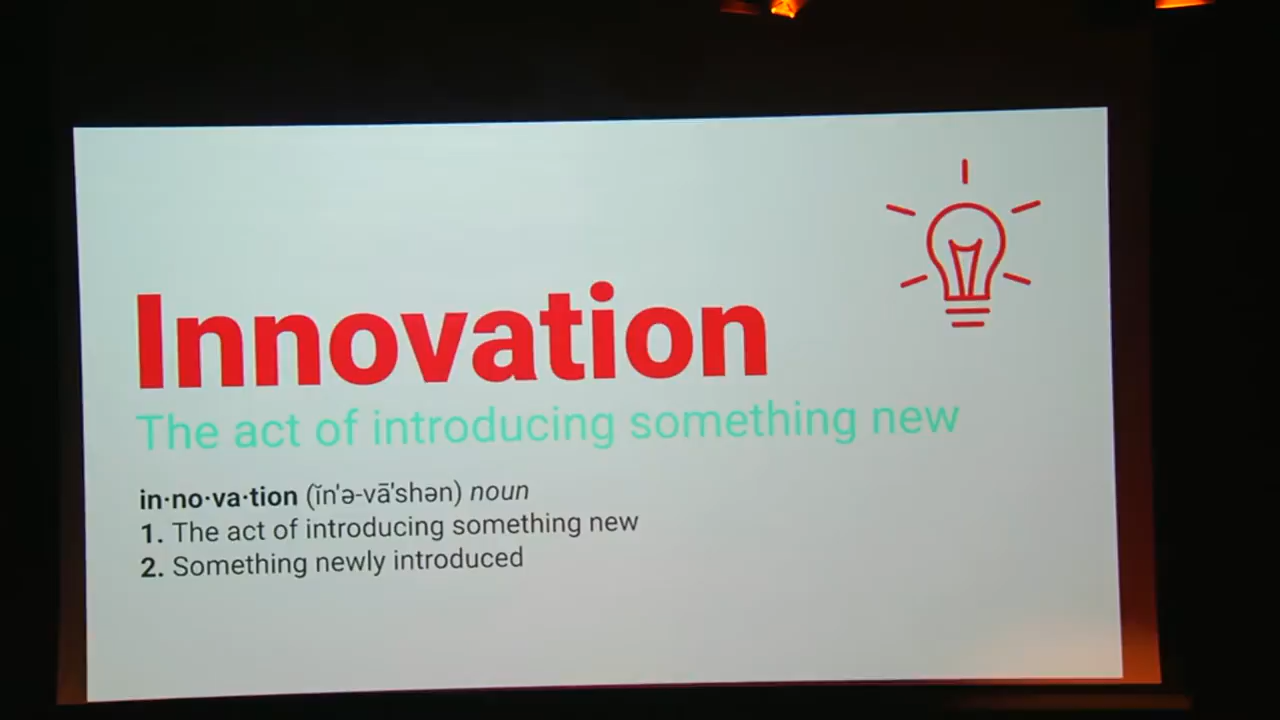 Innovation
The act of introducing something new
in·no·va·tion (ĭn'ə-vā'shən) noun
1. The act of introducing something new
2. Something newly introduced